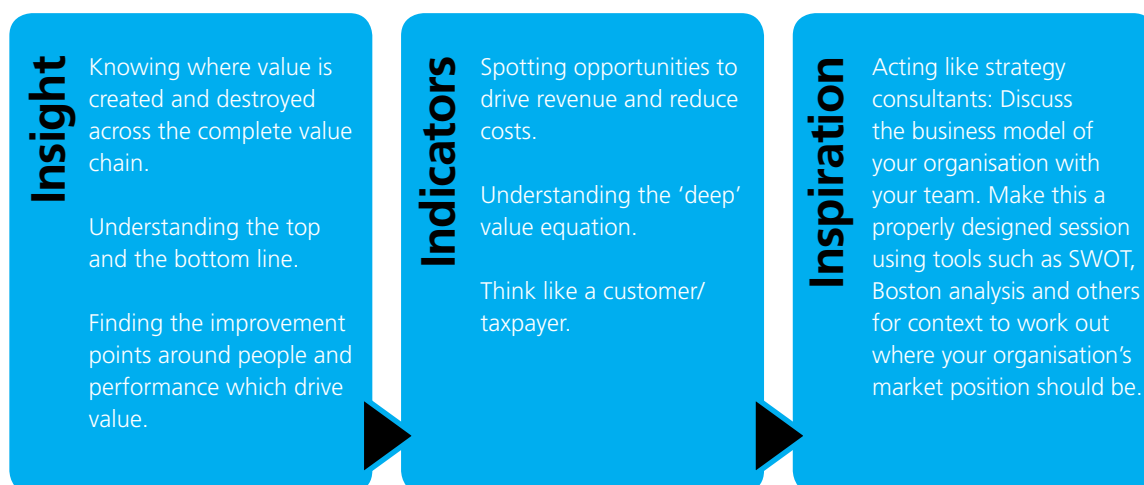 Insight
Knowing where value is
created and destroyed
across the complete value
chain.
Understanding the top
and the bottom line.
Finding the improvement
points around people and
performance which drive
value.
Indicators
Spotting opportunities to
drive revenue and reduce
costs.
Understanding the ‘deep’
value equation.
Think like a customer/
taxpayer.
Inspiration
Acting like strategy
consultants: Discuss
the business model of
your organisation with
your team. Make this a
properly designed session
using tools such as SWOT,
Boston analysis and others
for context to work out
where your organisation’s
market position should be.